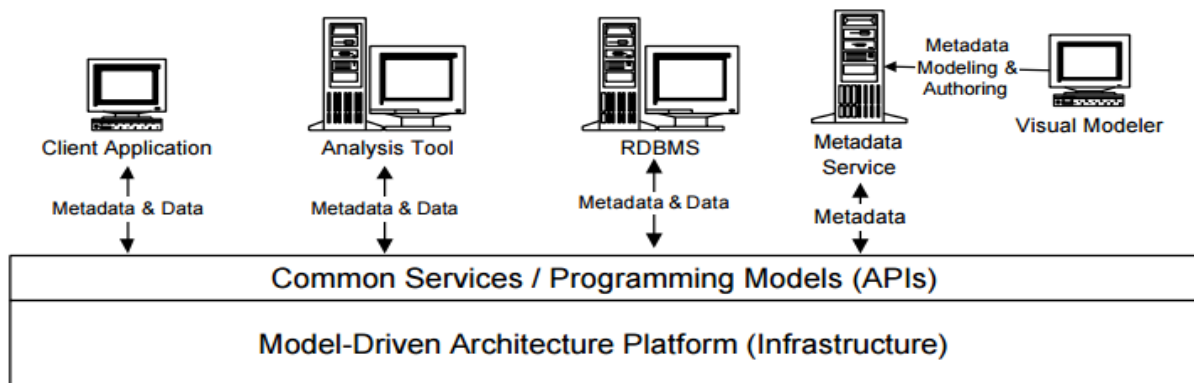 Client Application
Metadata & Data
Analysis Tool
Metadata & Data
RDBMS
Metadata & Data
Metadata
Service
Metadata
Metadata
Modeling &
Authoring
Visual Modeler
Common Services / Programming Models (APIs)
Model-Driven Architecture Platform (Infrastructure)